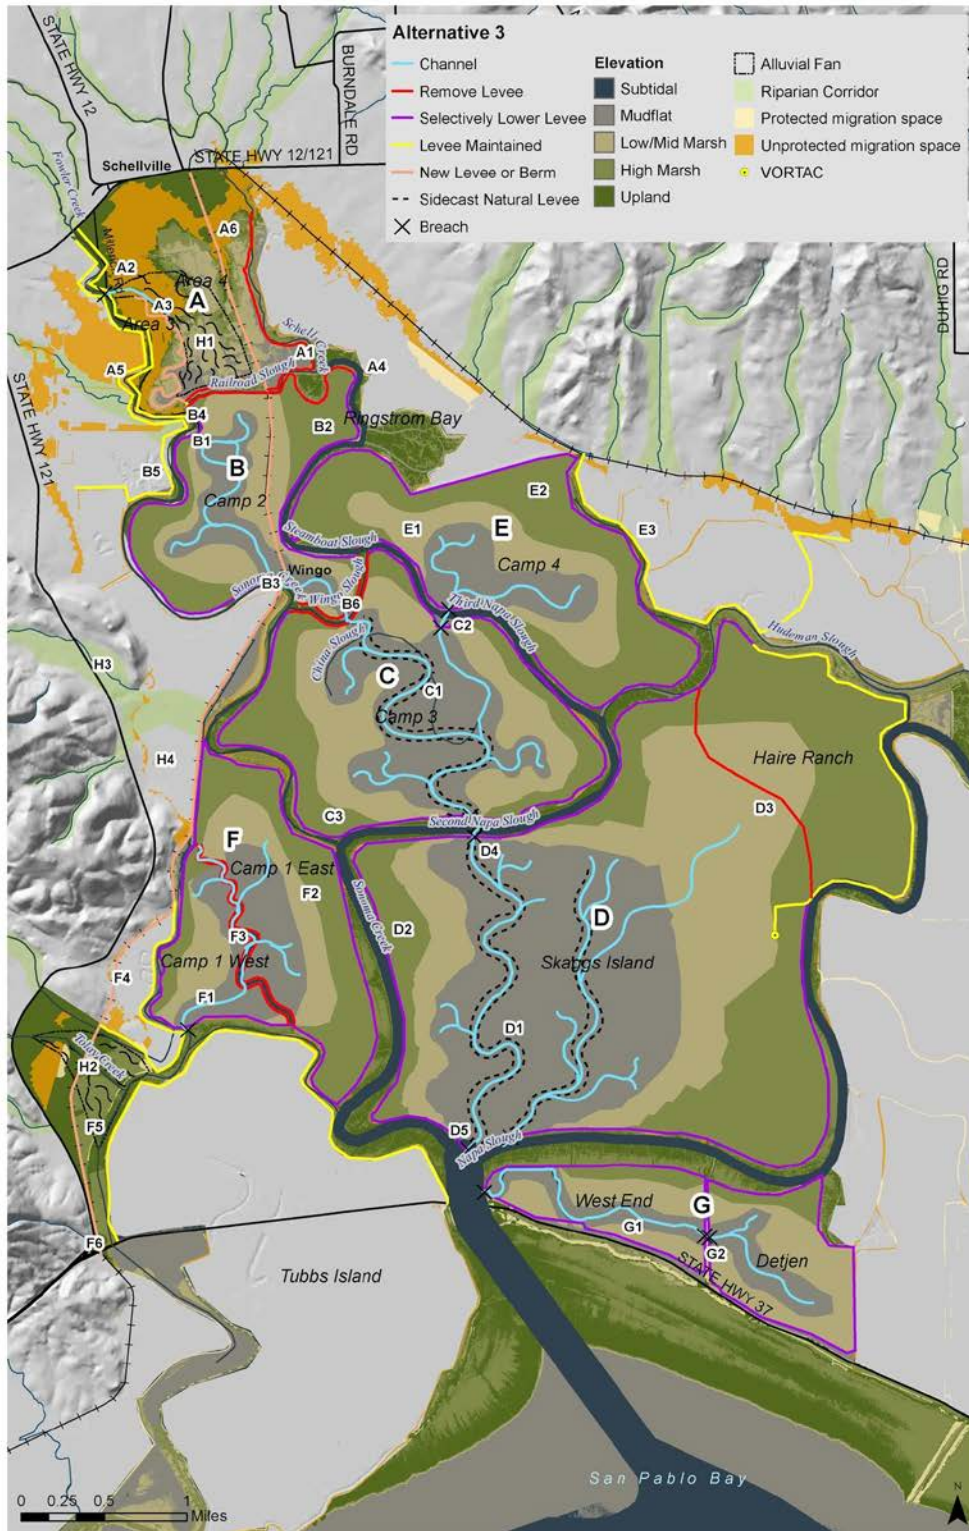 Alternative 3
Channel
Remove Levee
Selectively Lower Levee
Levee Maintained
New Levee or Berm
Sidecast Natural Levee
Breach
Elevation
Subtidal
Mudflat
Low/Mid Marsh
High Marsh
Upland
Alluvial Fan
Riparian Corridor
Protected migration space
Unprotected migration space
VORTAC
STATE HWY 12
BURNDALE RD
STATE HWY 12/121
Schellville
Fowler Creek
A6
A2
Area 4
A
A3
Area 3
DUHIG RD
H1
Schell Creek
A1
A4
A5
Railroad Slough
STATE HWY 121
B4
B2
Ringstrom Bay
B1
B5
B
Camp 2
E2
E1
E
E3
Steamboat Slough
Camp 4
Wingo
B3
Sonoma Creek
Wingo Slough
B6
Third Napa Slough
C2
China Slough
Hudeman Slough
H3
C
C1
Camp 3
H4
Haire Ranch
D3
C3
Second Napa Slough
F
D4
Camp 1 East
F2
Sonoma Creek
D2
D
F3
Camp 1 West
Skaggs Island
F4
F1
D1
Tolay Creek
H2
F5
D5
Napa Slough
West End
G
G1
F6
G2
Detjen
STATE HWY 37
Tubbs Island
San Pablo Bay
0 0.25 0.5 1
Miles
N